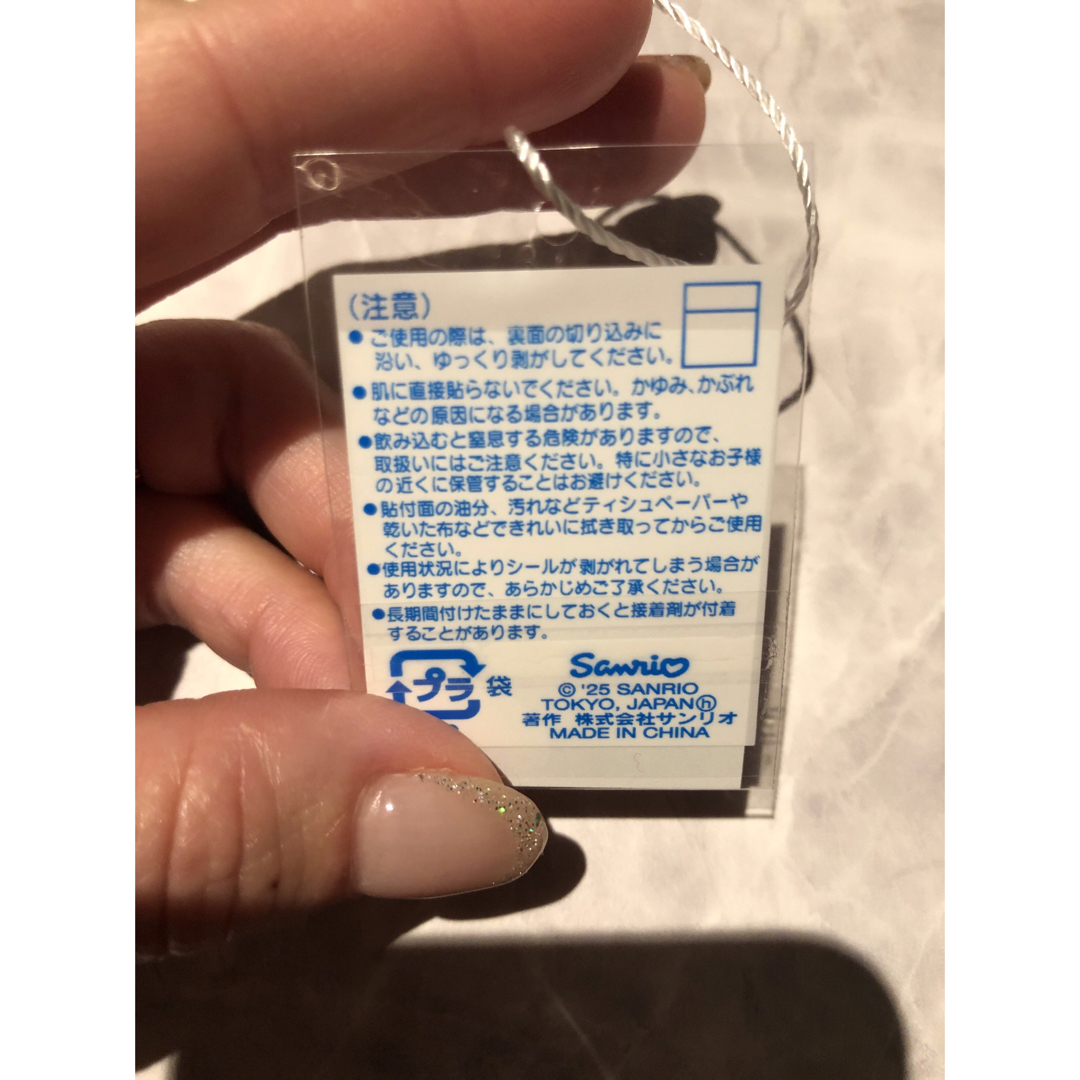 （注意）
●ご使用の際は、裏面の切り込みに
沿い、ゆっくり剥がしてください。
●肌に直接貼らないでください。かゆみ、かぶれ
などの原因になる場合があります。
●飲み込むと窒息する危険がありますので、
取扱いにはご注意ください。特に小さなお子様
の近くに保管することはお避けください。
●貼付面の油分、汚れなどティシュペーパーや
乾いた布などできれいに拭き取ってからご使用
ください。
●使用状況によりシールが剥がれてしまう場合が
ありますので、あらかじめご了承ください。
●長期間付けたままにしておくと接着剤が付着
することがあります。
プラ 袋
Sanrio
© '25 SANRIO
TOKYO, JAPAN ⓗ
著作 株式会社サンリオ
MADE IN CHINA